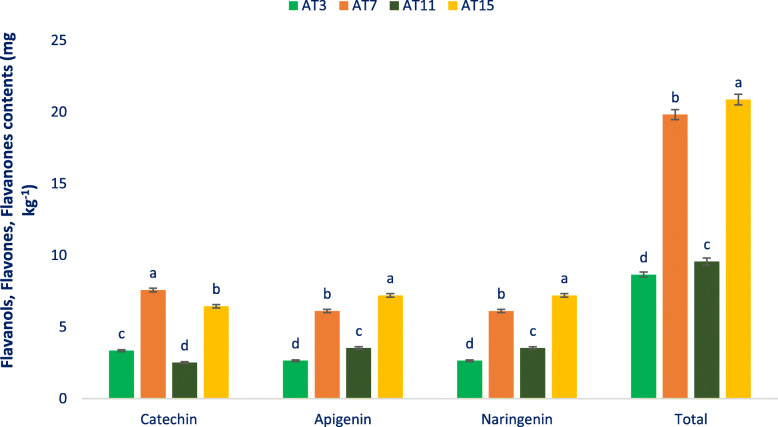 AT3 AT7 AT11 AT15
Flavanols, Flavones, Flavanones contents (mg
kg-1)
25
20
15
10
5
0
c a d b
d b c a
d b c a
d b c a
Catechin Apigenin Naringenin Total